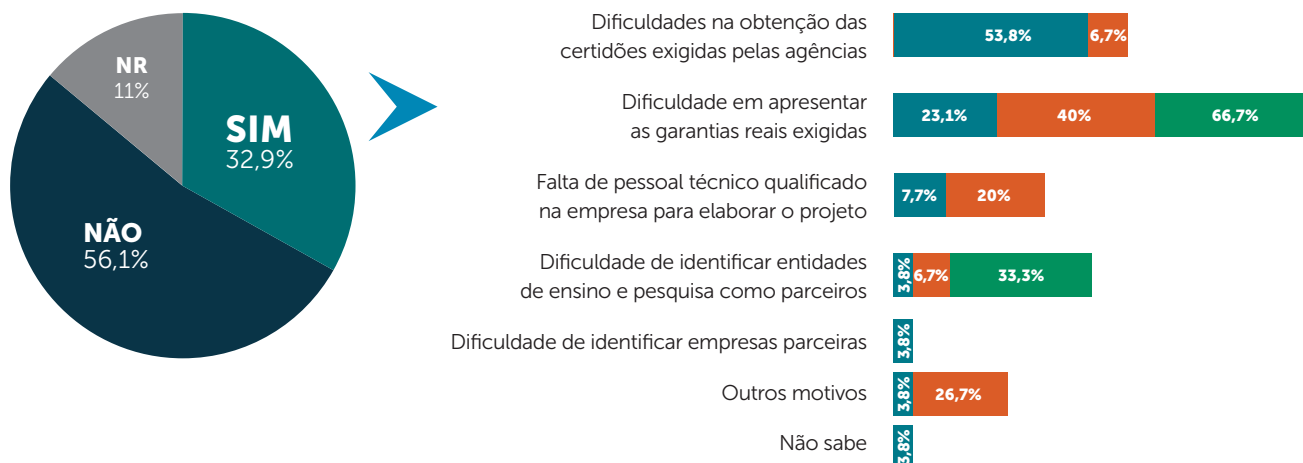 NR
11%
SIM
32,9%
NÃO
56,1%
Dificuldades na obtenção das
certidões exigidas pelas agências
53,8% 6,7%
Dificuldade em apresentar
as garantias reais exigidas
23,1% 40% 66,7%
Falta de pessoal técnico qualificado
na empresa para elaborar o projeto
7,7% 20%
Dificuldade de identificar entidades
de ensino e pesquisa como parceiros
3,8% 6,7% 33,3%
Dificuldade de identificar empresas parceiras
3,8%
Outros motivos
3,8% 26,7%
Não sabe
3,8%